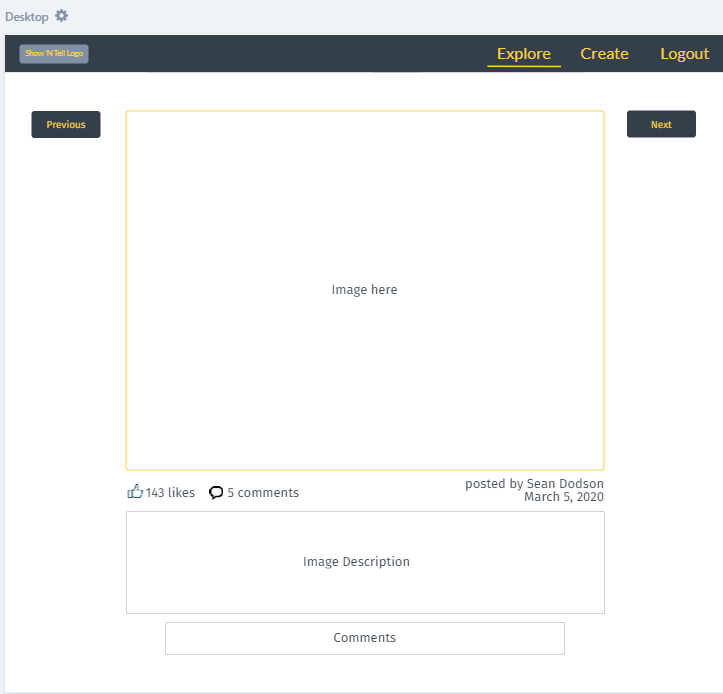 Desktop
Show 'N Tell Logo
Explore
Create
Logout
Previous
Next
Image here
143 likes
5 comments
posted by Sean Dodson
March 5, 2020
Image Description
Comments